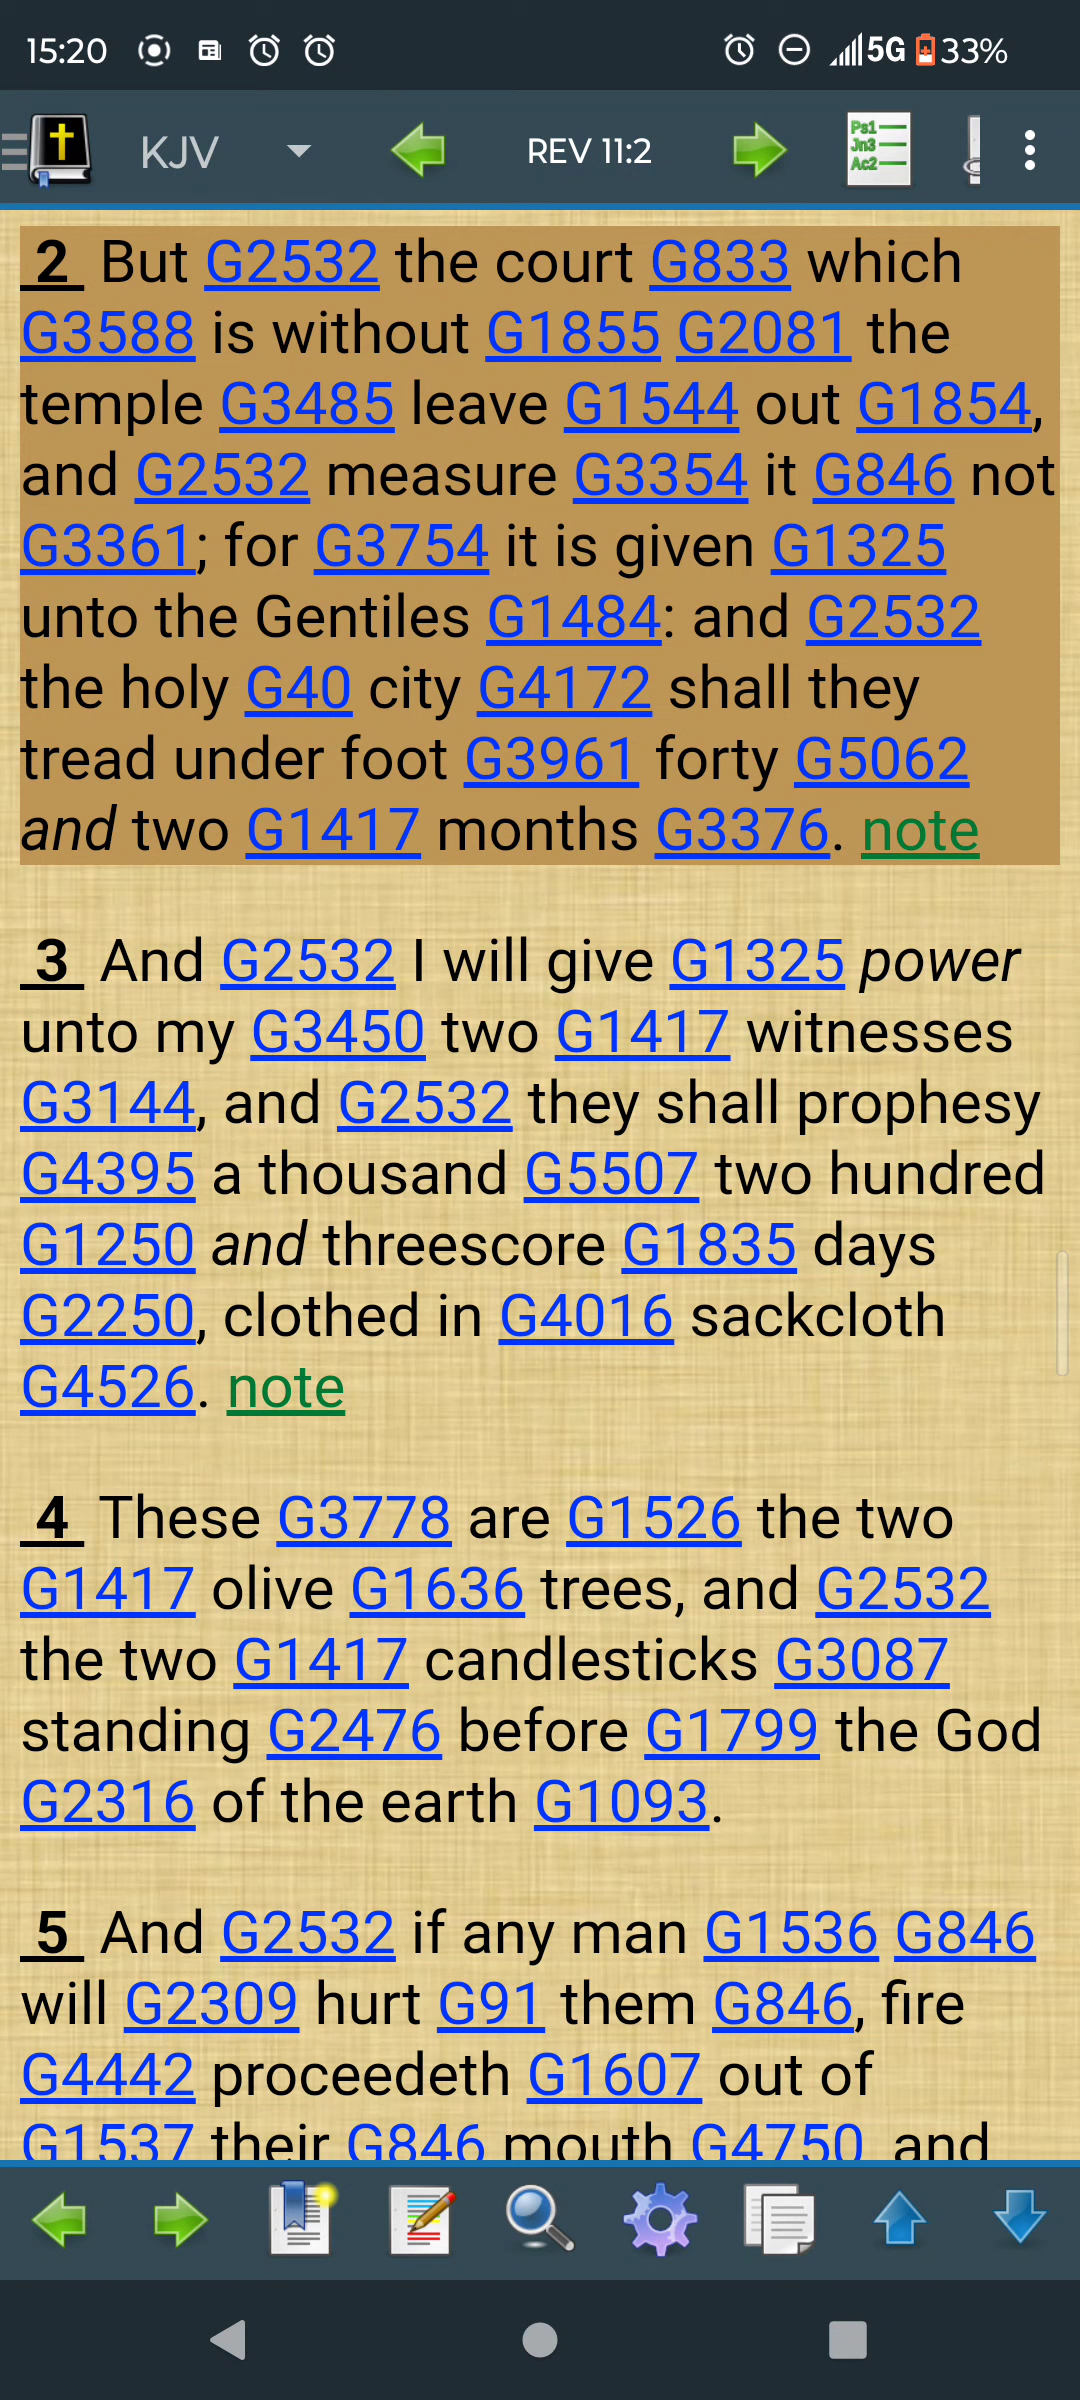 15:20 5G 33%
KJV REV 11:2 Ps1 Jn3 Ac2
2 But G2532 the court G833 which
G3588 is without G1855 G2081 the
temple G3485 leave G1544 out G1854,
and G2532 measure G3354 it G846 not
G3361; for G3754 it is given G1325
unto the Gentiles G1484: and G2532
the holy G40 city G4172 shall they
tread under foot G3961 forty G5062
and two G1417 months G3376. note
3 And G2532 I will give G1325 power
unto my G3450 two G1417 witnesses
G3144, and G2532 they shall prophesy
G4395 a thousand G5507 two hundred
G1250 and threescore G1835 days
G2250, clothed in G4016 sackcloth
G4526. note
4 These G3778 are G1526 the two
G1417 olive G1636 trees, and G2532
the two G1417 candlesticks G3087
standing G2476 before G1799 the God
G2316 of the earth G1093.
5 And G2532 if any man G1536 G846
will G2309 hurt G91 them G846, fire
G4442 proceedeth G1607 out of
G1537 their G846 mouth G4750 and